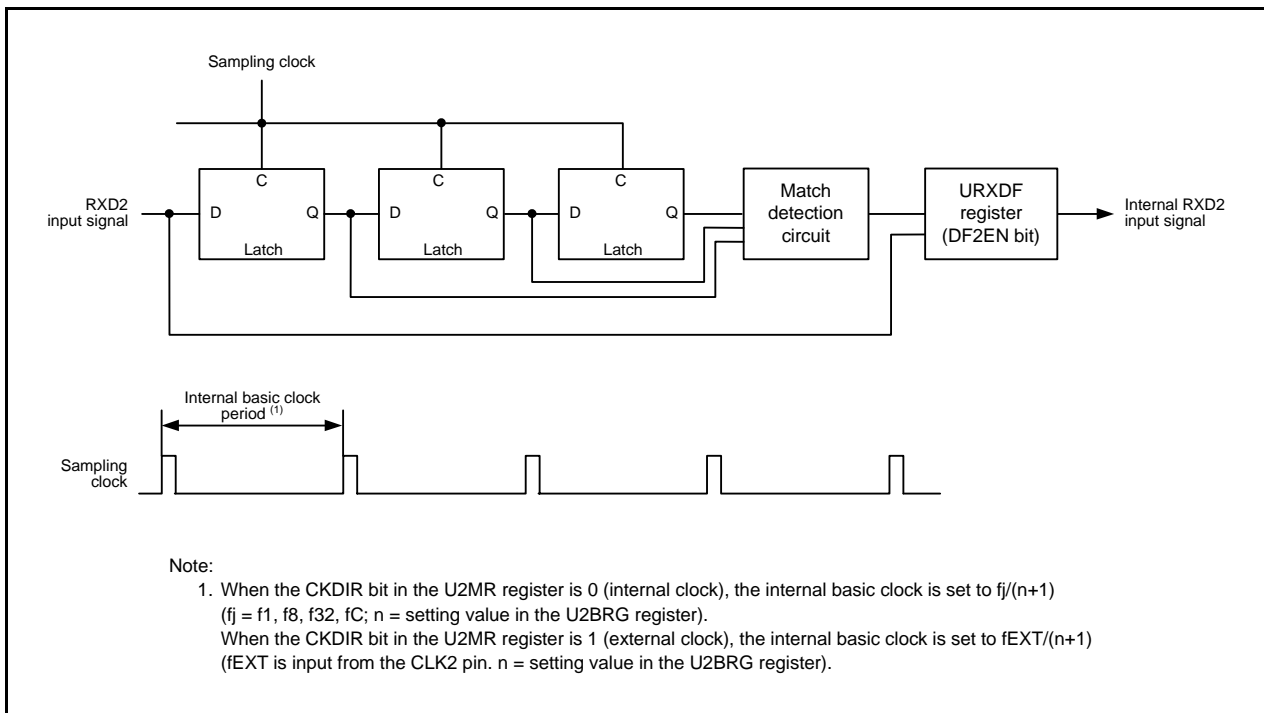 Sampling clock
RXD2
input signal
C
D
Q
Latch
C
D
Q
Latch
C
D
Q
Latch
Match
detection
circuit
URXDF
register
(DF2EN bit)
Internal RXD2
input signal
Internal basic clock
period (1)
Sampling
clock
Note:
1. When the CKDIR bit in the U2MR register is 0 (internal clock), the internal basic clock is set to fj/(n+1)
(fj = f1, f8, f32, fC; n = setting value in the U2BRG register).
When the CKDIR bit in the U2MR register is 1 (external clock), the internal basic clock is set to fEXT/(n+1)
(fEXT is input from the CLK2 pin. n = setting value in the U2BRG register).